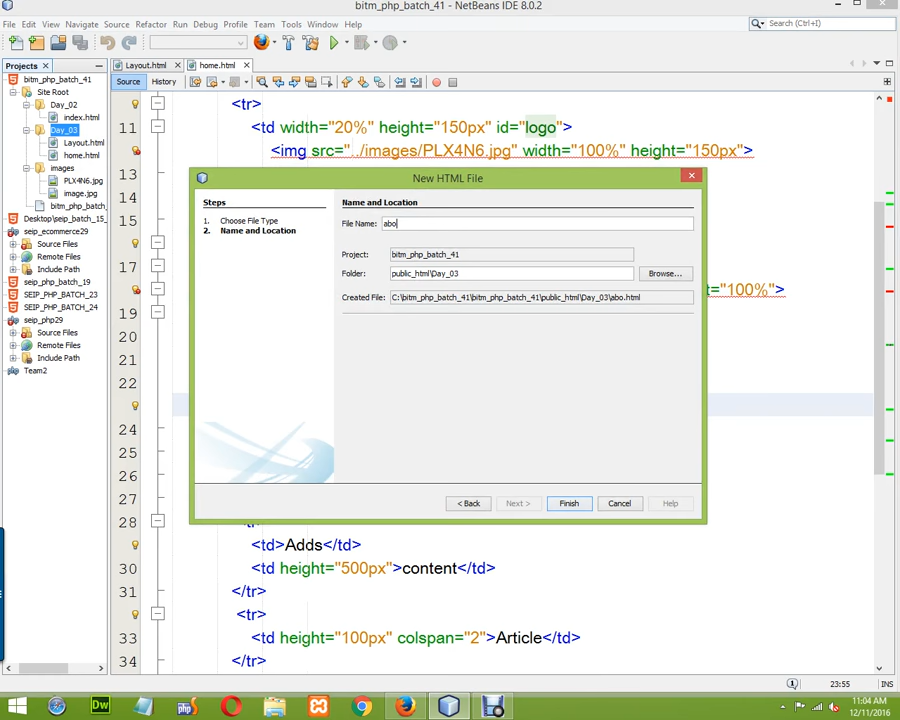 bitm_php_batch_41 - NetBeans IDE 8.0.2
File Edit View Navigate Source Refactor Run Debug Profile Team Tools Window Help
Search (Ctrl+I)
Projects
Layout.html
home.html
Source History
bitm_php_batch_41
Site Root
Day_02
index.html
Day_03
Layout.html
home.html
images
PLX4N6.jpg
image.jpg
bitm_php_batch_
Desktop\seip_batch_15_
seip_ecommerce29
Source Files
Remote Files
Include Path
seip_php_batch_19
SEIP_PHP_BATCH_23
SEIP_PHP_BATCH_24
seip_php29
Source Files
Remote Files
Include Path
Team2
<tr>
11 <td width="20%" height="150px" id="logo">
<img src="../images/PLX4N6.jpg" width="100%" height="150px">
13
14
15
17
t="100%">
19
20
21
22
24
25
26
27
28
<td>Adds</td>
30 <td height="500px">content</td>
31 </tr>
<tr>
33 <td height="100px" colspan="2">Article</td>
34 </tr>
New HTML File
Steps
1. Choose File Type
2. Name and Location
Name and Location
File Name: abo
Project: bitm_php_batch_41
Folder: public_html\Day_03
Browse...
Created File: C:\bitm_php_batch_41\bitm_php_batch_41\public_html\Day_03\abo.html
< Back Next > Finish Cancel Help
23:55 INS
Dw
php
11:04 AM
12/11/2016